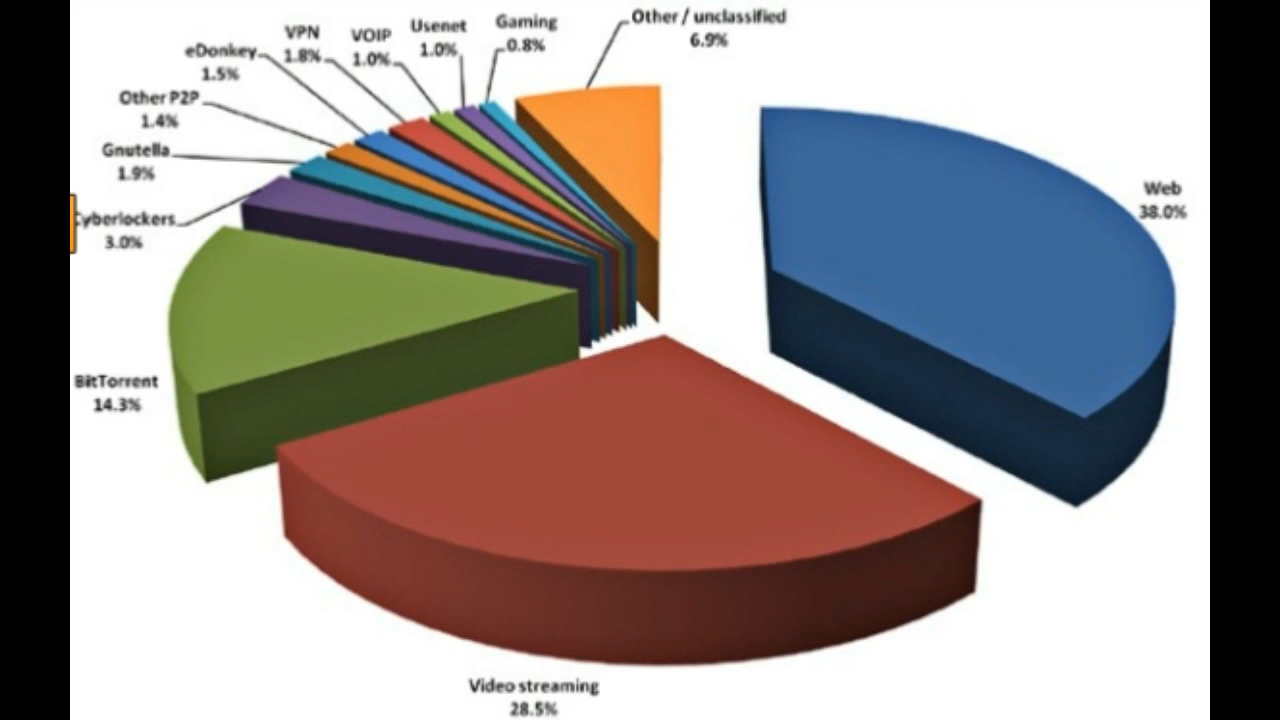 Other / unclassified
6.9%
Gaming
0.8%
Usenet
1.0%
VOIP
1.0%
VPN
1.8%
eDonkey
1.5%
Other P2P
1.4%
Gnutella
1.9%
Cyberlockers
3.0%
BitTorrent
14.3%
Video streaming
28.5%
Web
38.0%